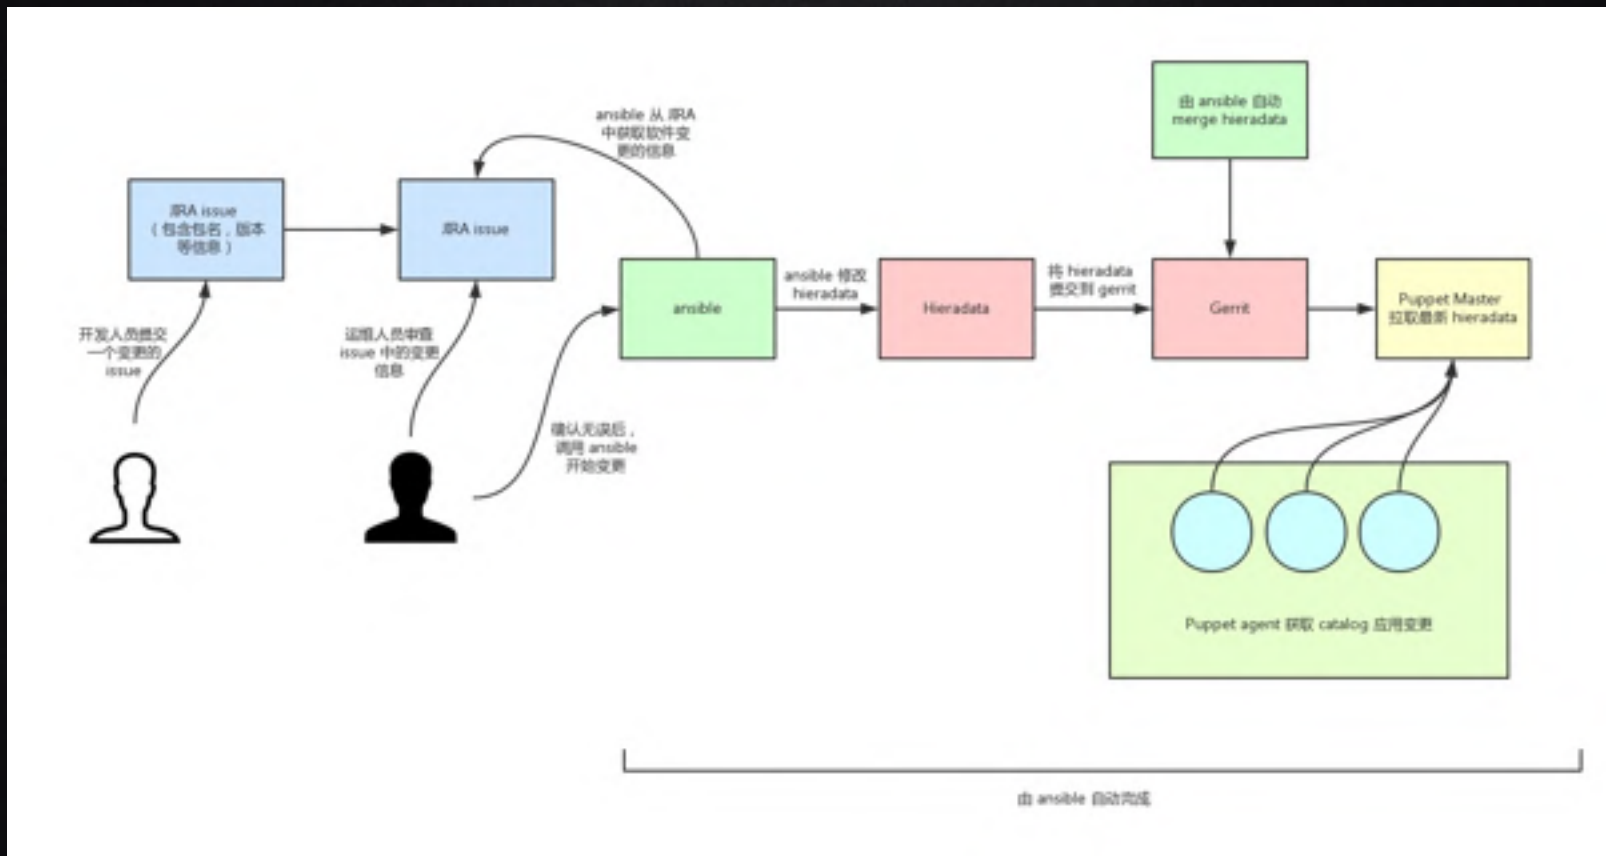 由 ansible 自动
merge hieradata
ansible 从 JIRA
中获取软件变
更的信息
JIRA issue
（包含包名，版本
等信息）
JIRA issue
ansible
ansible 修改
hieradata
Hieradata
将 hieradata
提交到 gerrit
Gerrit
Puppet Master
拉取最新 hieradata
开发人员提交
一个变更的
issue
运维人员审查
issue 中的变更
信息
确认无误后，
调用 ansible
开始变更
Puppet agent 获取 catalog 应用变更
由 ansible 自动完成